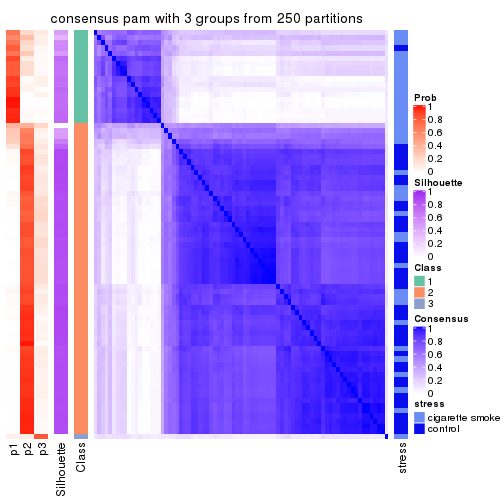 consensus pam with 3 groups from 250 partitions
Prob
1
0.8
0.6
0.4
0.2
0
Silhouette
1
0.8
0.6
0.4
0.2
0
Class
1
2
3
Consensus
1
0.8
0.6
0.4
0.2
0
stress
cigarette smoke
control
p1
p2
p3
Silhouette
Class
stress